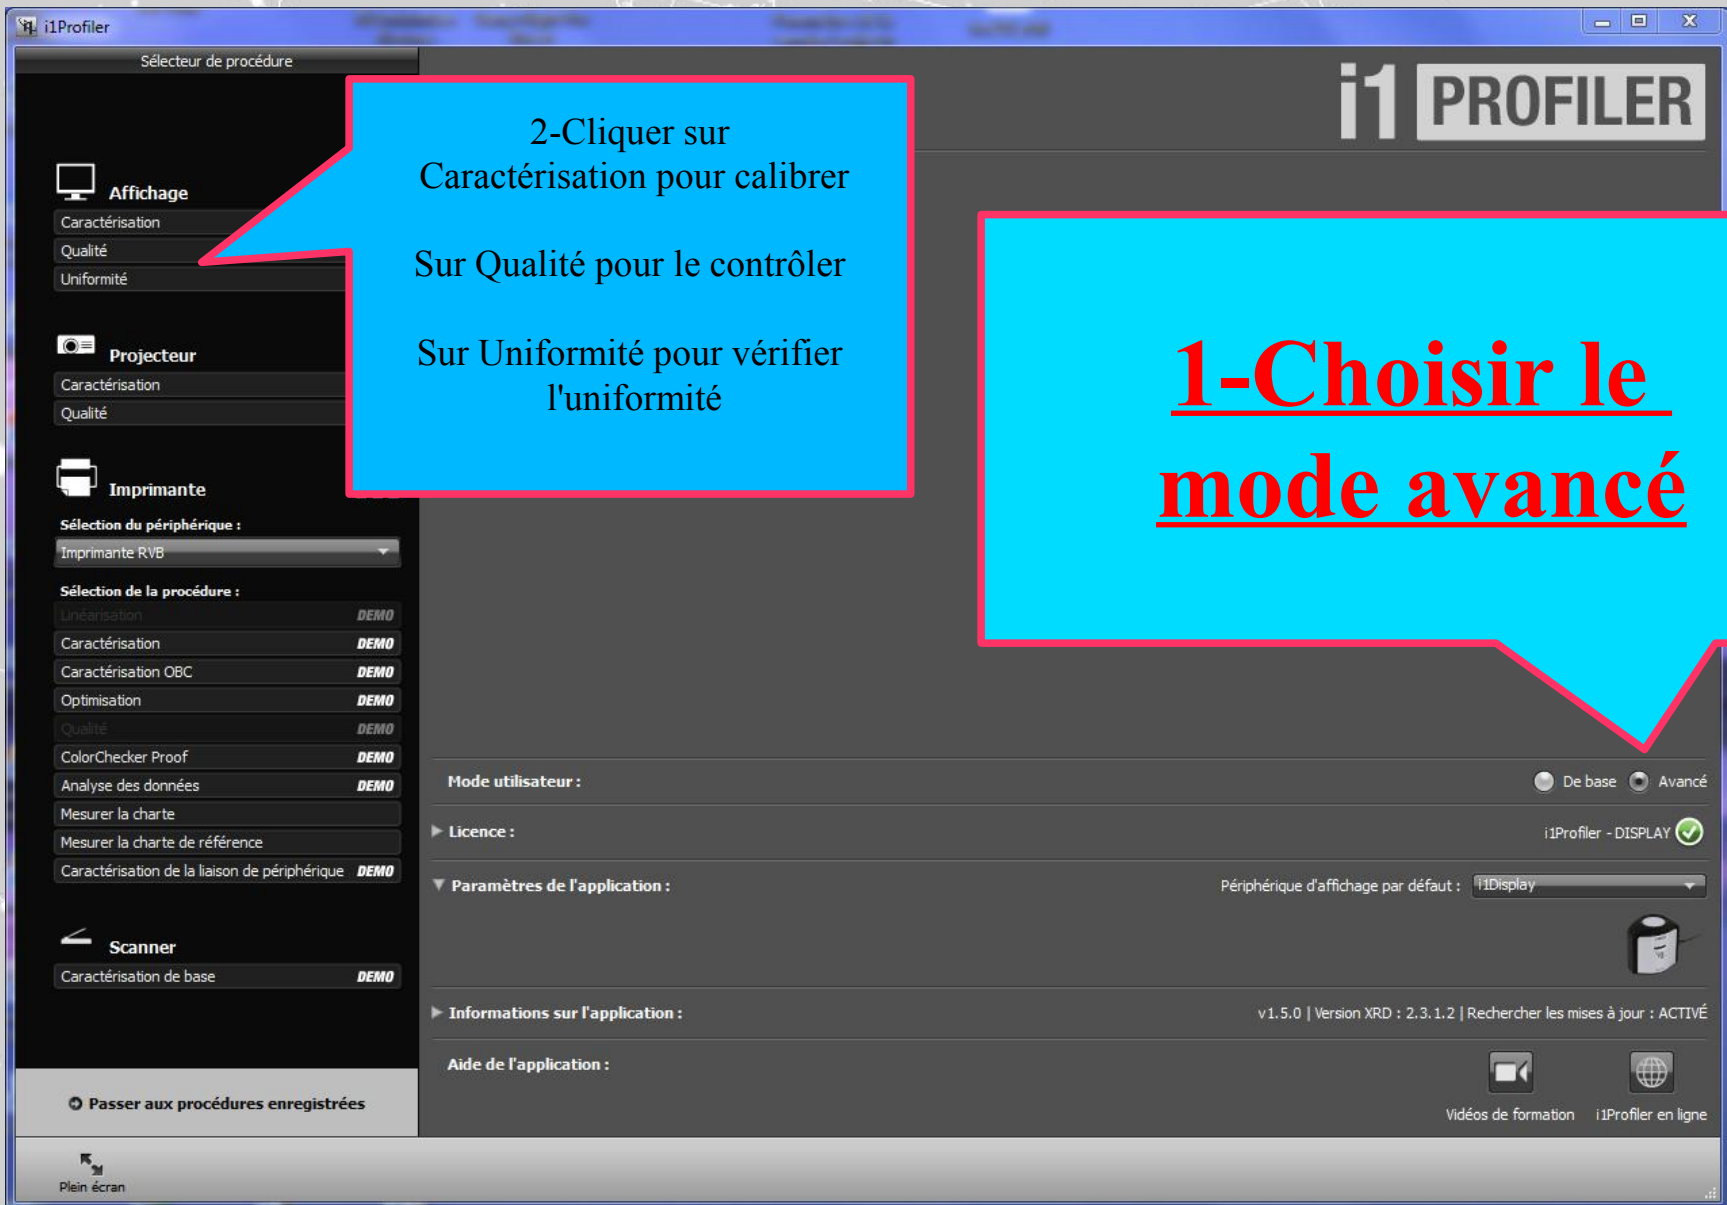 i1Profiler
Sélecteur de procédure
i1 PROFILER
2-Cliquer sur
Caractérisation pour calibrer
Sur Qualité pour le contrôler
Sur Uniformité pour vérifier
l'uniformité
1-Choisir le
mode avancé
Affichage
Caractérisation
Qualité
Uniformité
Projecteur
Caractérisation
Qualité
Imprimante
Sélection du périphérique :
Imprimante RVB
Sélection de la procédure :
Linéarisation DEMO
Caractérisation DEMO
Caractérisation OBC DEMO
Optimisation DEMO
Qualité DEMO
ColorChecker Proof DEMO
Analyse des données DEMO
Mesurer la charte
Mesurer la charte de référence
Caractérisation de la liaison de périphérique DEMO
Scanner
Caractérisation de base DEMO
Passer aux procédures enregistrées
Plein écran
Mode utilisateur : De base Avancé
Licence : i1Profiler - DISPLAY
Paramètres de l'application : Périphérique d'affichage par défaut : i1Display
Informations sur l'application : v1.5.0 | Version XRD : 2.3.1.2 | Rechercher les mises à jour : ACTIVÉ
Aide de l'application :
Vidéos de formation i1Profiler en ligne